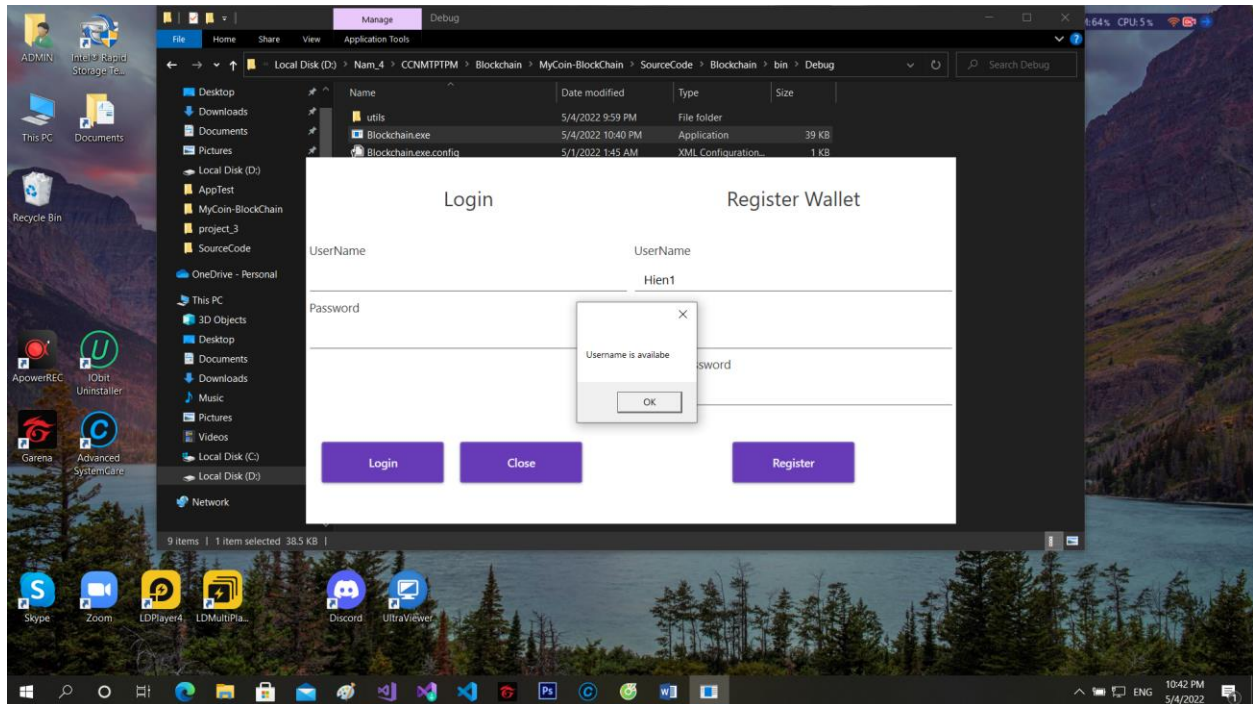 Manage
Debug
File Home Share View Application Tools
Local Disk (D:) > Nam_4 > CCNMTPTPM > Blockchain > MyCoin-BlockChain > SourceCode > Blockchain > bin > Debug
Search Debug
:64% CPU: 5%
ADMIN
Intel® Rapid
Storage Te...
This PC
Documents
Recycle Bin
ApowerREC
IObit
Uninstaller
Garena
Advanced
SystemCare
Skype
Zoom
LDPlayer4
LDMultiPla...
Discord
UltraViewer
Desktop
Downloads
Documents
Pictures
Local Disk (D:)
AppTest
MyCoin-BlockChain
project_3
SourceCode
OneDrive - Personal
This PC
3D Objects
Desktop
Documents
Downloads
Music
Pictures
Videos
Local Disk (C:)
Local Disk (D:)
Network
Name Date modified Type Size
utils 5/4/2022 9:59 PM File folder
Blockchain.exe 5/4/2022 10:40 PM Application 39 KB
Blockchain.exe.config 5/1/2022 1:45 AM XML Configuration... 1 KB
Login
UserName
Password
Login
Close
Register Wallet
UserName
Hien1
sword
Register
Username is availabe
OK
9 items | 1 item selected 38.5 KB |
Ps
ENG
10:42 PM
5/4/2022
1